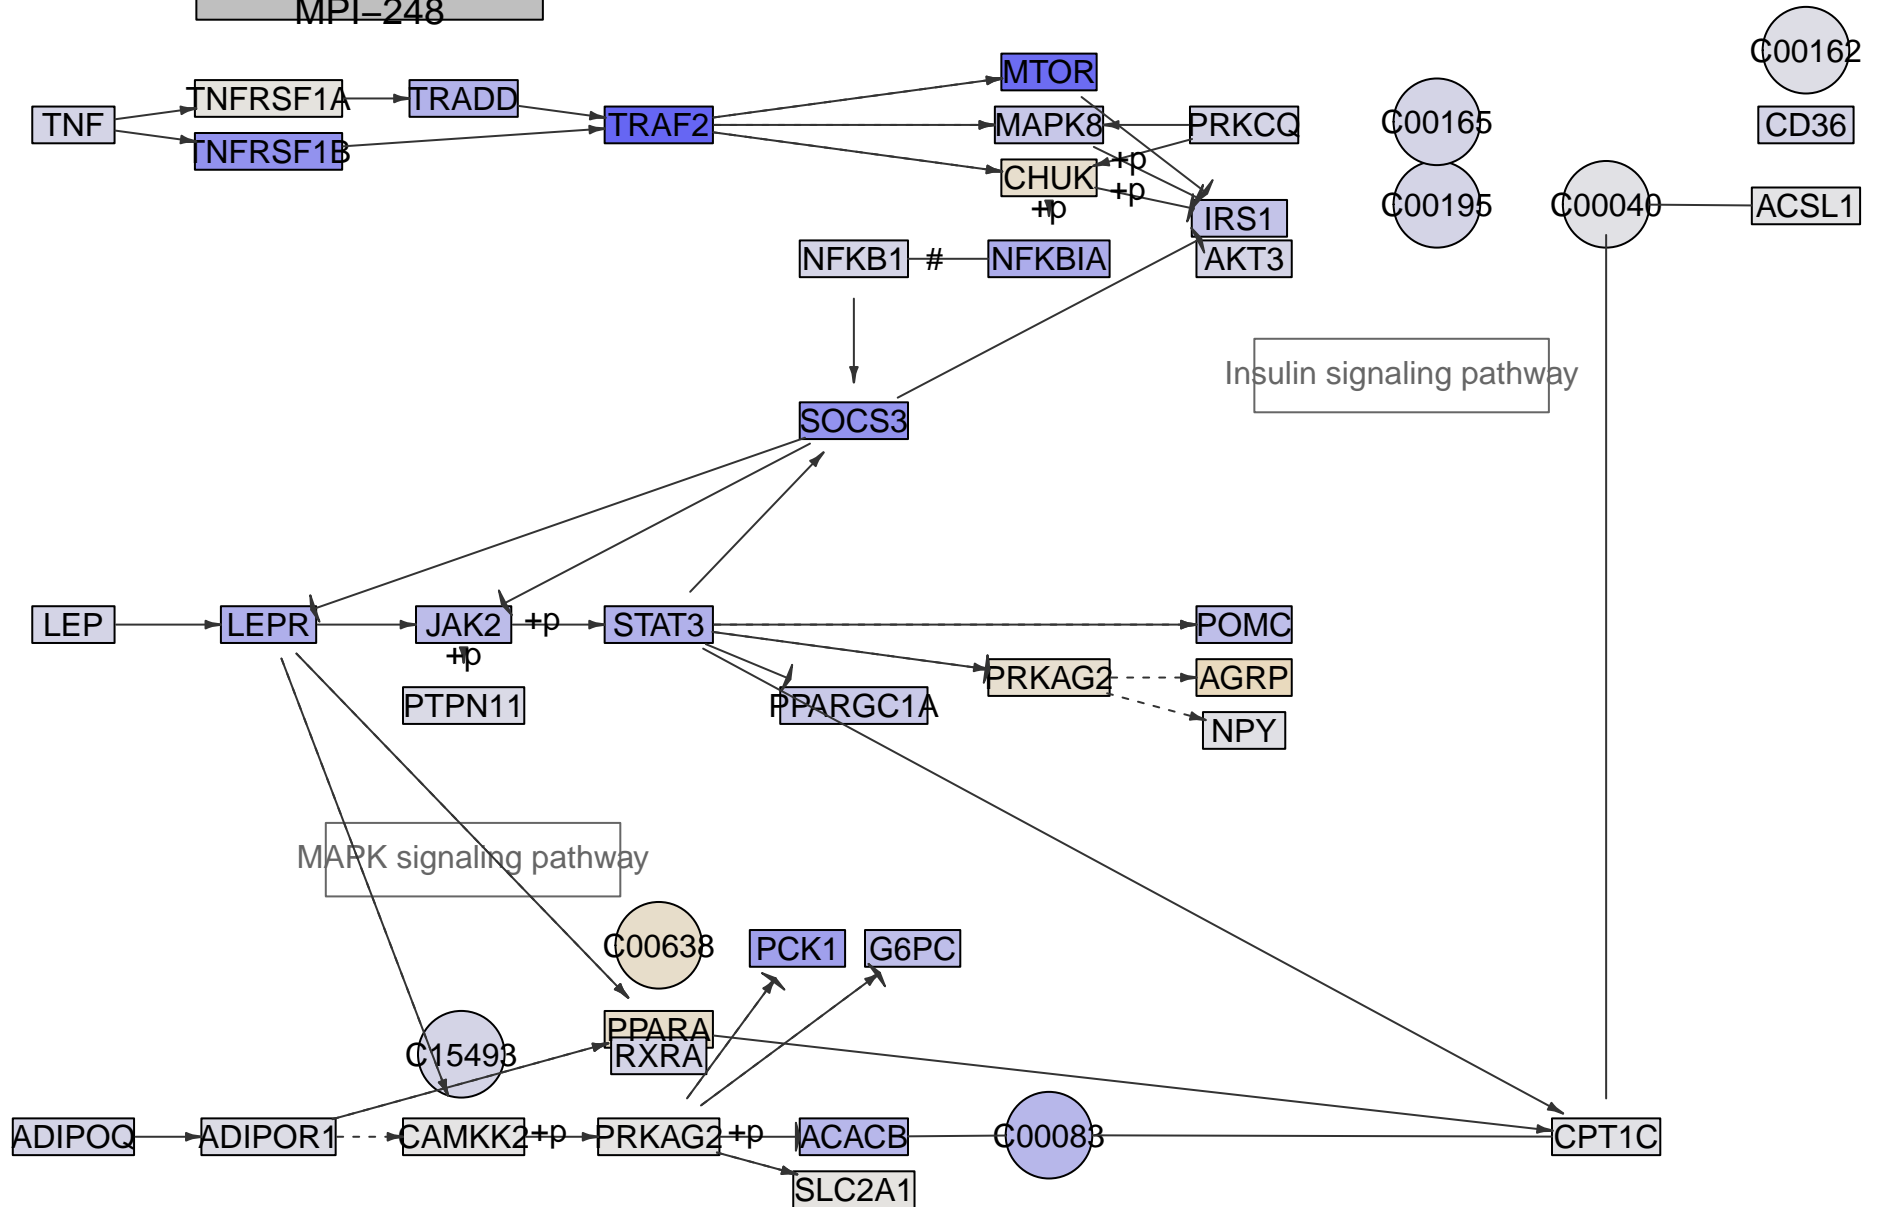 MPI–248
C00162
MTOR
TNFRSF1A
TRADD
TNF
TRAF2
MAPK8
PRKCQ
C00165
CD36
TNFRSF1B
+p
CHUK
+p
+p
IRS1
C00195
C00040
ACSL1
NFKB1
#
NFKBIA
AKT3
Insulin signaling pathway
SOCS3
LEP
LEPR
JAK2
+p
STAT3
POMC
+p
PRKAG2
AGRP
PTPN11
PPARGC1A
NPY
MAPK signaling pathway
C00638
PCK1
G6PC
PPARA
C15493
RXRA
ADIPOQ
ADIPOR1
CAMKK2
+p
PRKAG2
+p
ACACB
C00083
CPT1C
SLC2A1